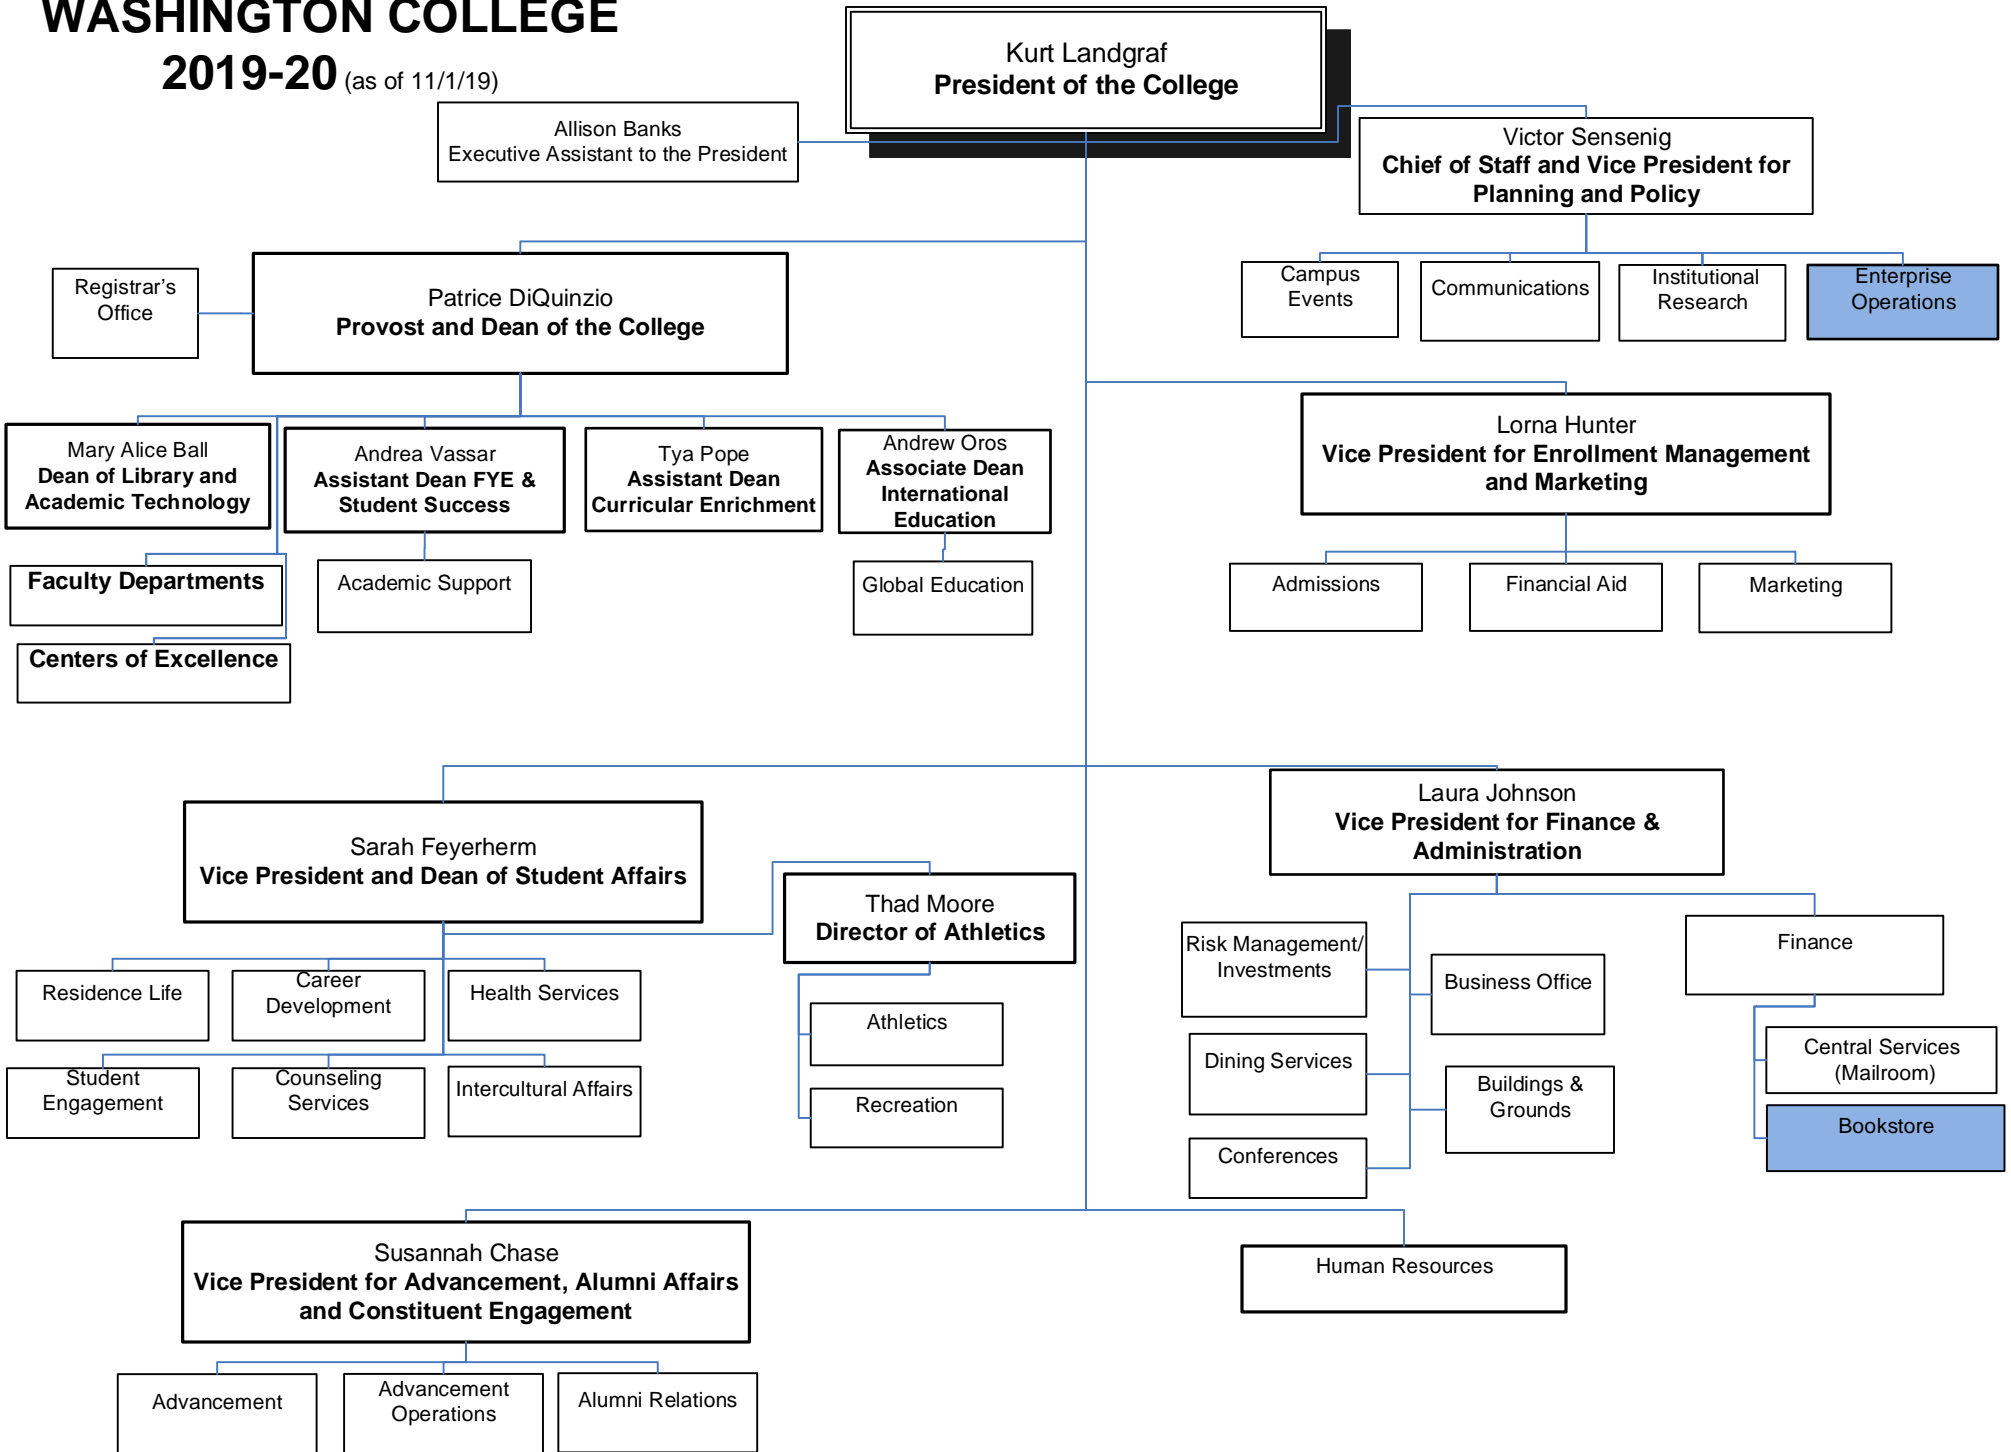 WASHINGTON COLLEGE
2019-20 (as of 11/1/19)
Kurt Landgraf
President of the College
Allison Banks
Executive Assistant to the President
Victor Sensenig
Chief of Staff and Vice President for
Planning and Policy
Campus
Events
Communications
Institutional
Research
Enterprise
Operations
Registrar's
Office
Patrice DiQuinzio
Provost and Dean of the College
Mary Alice Ball
Dean of Library and
Academic Technology
Andrea Vassar
Assistant Dean FYE &
Student Success
Tya Pope
Assistant Dean
Curricular Enrichment
Andrew Oros
Associate Dean
International
Education
Lorna Hunter
Vice President for Enrollment Management
and Marketing
Faculty Departments
Academic Support
Global Education
Admissions
Financial Aid
Marketing
Centers of Excellence
Sarah Feyerherm
Vice President and Dean of Student Affairs
Thad Moore
Director of Athletics
Residence Life
Career
Development
Health Services
Student
Engagement
Counseling
Services
Intercultural Affairs
Athletics
Recreation
Laura Johnson
Vice President for Finance &
Administration
Risk Management/
Investments
Business Office
Dining Services
Buildings &
Grounds
Conferences
Finance
Central Services
(Mailroom)
Bookstore
Susannah Chase
Vice President for Advancement, Alumni Affairs
and Constituent Engagement
Human Resources
Advancement
Advancement
Operations
Alumni Relations